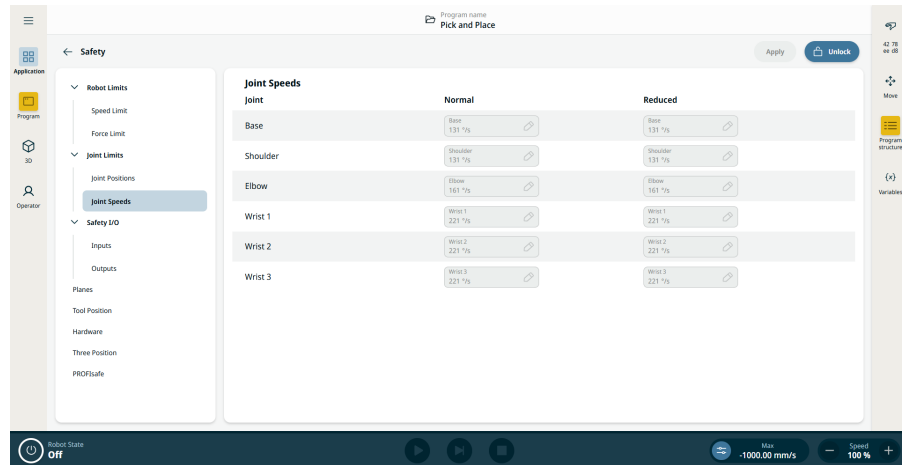 Program name
Pick and Place
Application
Program
3D
Operator
Safety
Apply
Unlock
Robot Limits
Speed Limit
Force Limit
Joint Limits
Joint Positions
Joint Speeds
Safety I/O
Inputs
Outputs
Planes
Tool Position
Hardware
Three Position
PROFIsafe
Joint Speeds
Joint Normal Reduced
Base Base 131 °/s Base 131 °/s
Shoulder Shoulder 131 °/s Shoulder 131 °/s
Elbow Elbow 161 °/s Elbow 161 °/s
Wrist 1 Wrist 1 221 °/s Wrist 1 221 °/s
Wrist 2 Wrist 2 221 °/s Wrist 2 221 °/s
Wrist 3 Wrist 3 221 °/s Wrist 3 221 °/s
42 7B
ee d8
Move
Program
structure
{x}
Variables
Robot State
Off
Max
-1000.00 mm/s
Speed
100 %